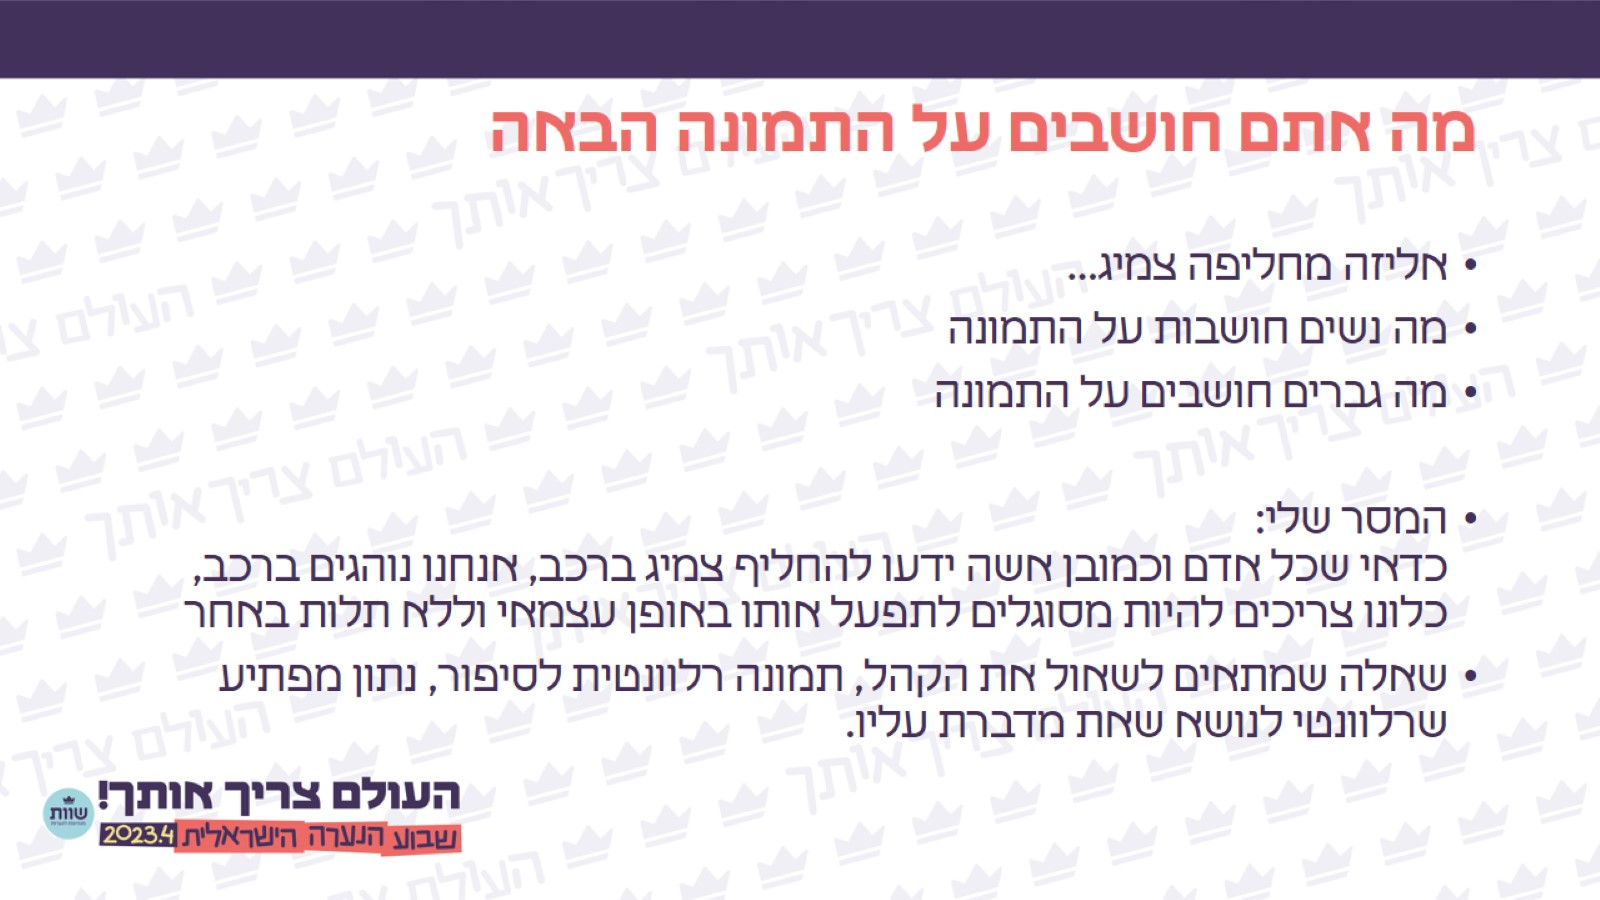 מה אתם חושבים על התמונה הבאה
• אליזה מחליפה צמיג...
• מה נשים חושבות על התמונה
• מה גברים חושבים על התמונה
• המסר שלי:
כדאי שכל אדם וכמובן אשה ידעו להחליף צמיג ברכב, אנחנו נוהגים ברכב,
כלונו צריכים להיות מסוגלים לתפעל אותו באופן עצמאי וללא תלות באחר
• שאלה שמתאים לשאול את הקהל, תמונה רלוונטית לסיפור, נתון מפתיע
שרלוונטי לנושא שאת מדברת עליו.
העולם צריך אותך!
שבוע הנערה הישראלית 2023.4
שוות